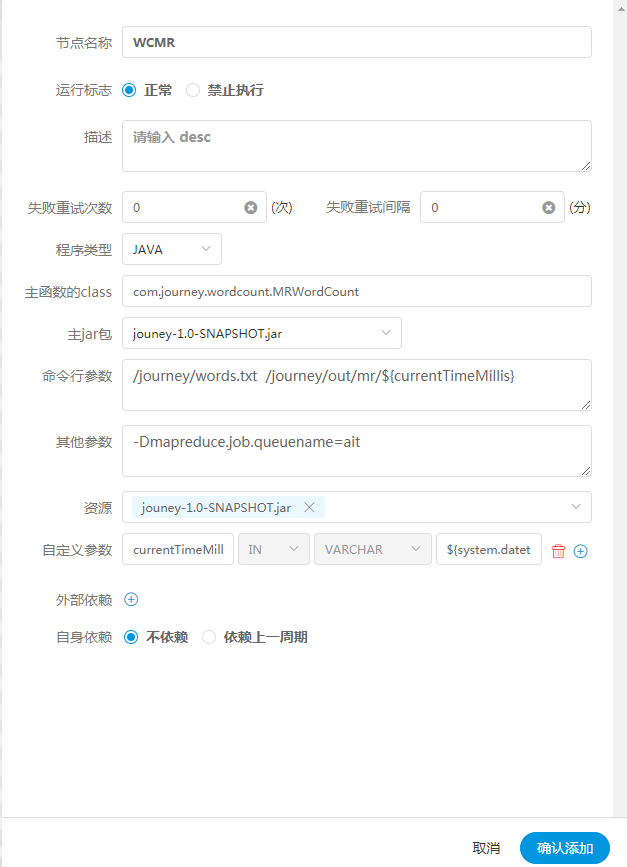 节点名称 WCMR
运行标志 正常 禁止执行
描述 请输入 desc
失败重试次数 0 (次) 失败重试间隔 0 (分)
程序类型 JAVA
主函数的class com.journey.wordcount.MRWordCount
主jar包 jouney-1.0-SNAPSHOT.jar
命令行参数 /journey/words.txt /journey/out/mr/${currentTimeMillis}
其他参数 -Dmapreduce.job.queuename=ait
资源 jouney-1.0-SNAPSHOT.jar
自定义参数 currentTimeMill IN VARCHAR ${system.datet
外部依赖
自身依赖 不依赖 依赖上一周期
取消 确认添加